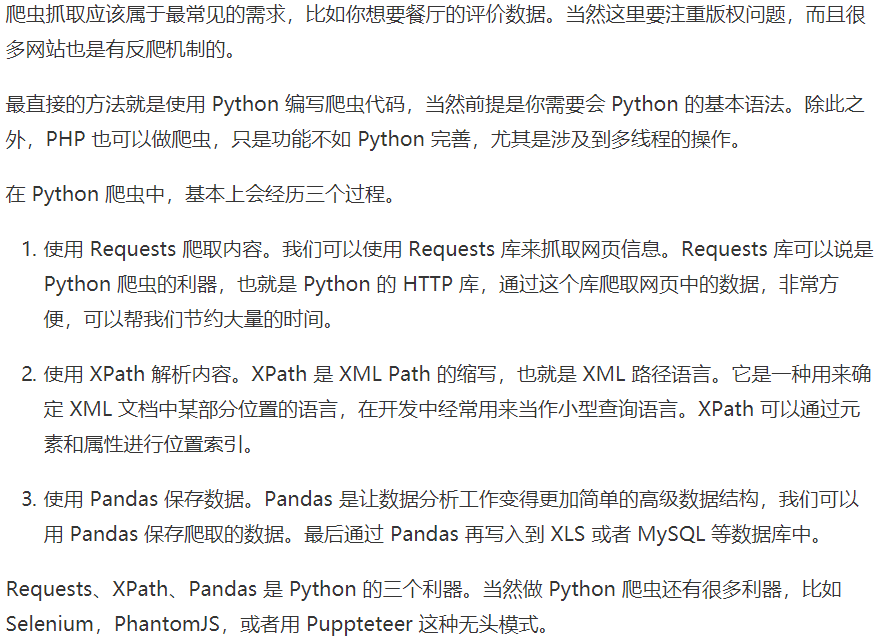 爬虫抓取应该属于最常见的需求，比如你想要餐厅的评价数据。当然这里要注重版权问题，而且很
多网站也是有反爬机制的。
最直接的方法就是使用 Python 编写爬虫代码，当然前提是你需要会 Python 的基本语法。除此之
外，PHP 也可以做爬虫，只是功能不如 Python 完善，尤其是涉及到多线程的操作。
在 Python 爬虫中，基本上会经历三个过程。
1. 使用 Requests 爬取内容。我们可以使用 Requests 库来抓取网页信息。Requests 库可以说是
Python 爬虫的利器，也就是 Python 的 HTTP 库，通过这个库爬取网页中的数据，非常方
便，可以帮我们节约大量的时间。
2. 使用 XPath 解析内容。XPath 是 XML Path 的缩写，也就是 XML 路径语言。它是一种用来确
定 XML 文档中某部分位置的语言，在开发中经常用来当作小型查询语言。XPath 可以通过元
素和属性进行位置索引。
3. 使用 Pandas 保存数据。Pandas 是让数据分析工作变得更加简单的高级数据结构，我们可以
用 Pandas 保存爬取的数据。最后通过 Pandas 再写入到 XLS 或者 MySQL 等数据库中。
Requests、XPath、Pandas 是 Python 的三个利器。当然做 Python 爬虫还有很多利器，比如
Selenium，PhantomJS，或者用 Puppteteer 这种无头模式。